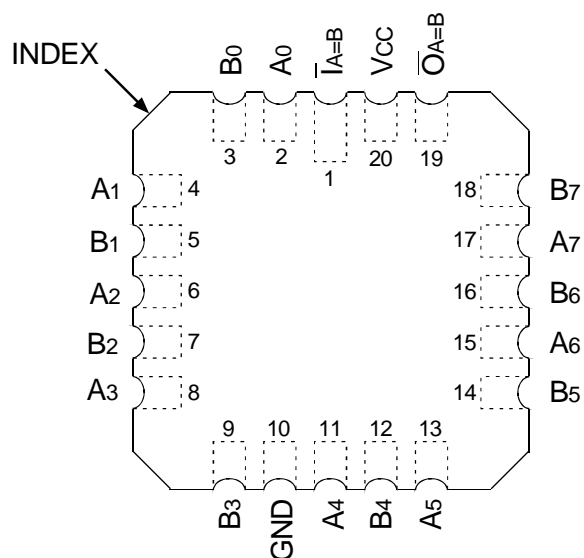 INDEX
B0 A0 I̅A=B VCC O̅A=B
3 2 1 20 19
A1 4 18 B7
B1 5 17 A7
A2 6 16 B6
B2 7 15 A6
A3 8 14 B5
9 10 11 12 13
B3 GND A4 B4 A5